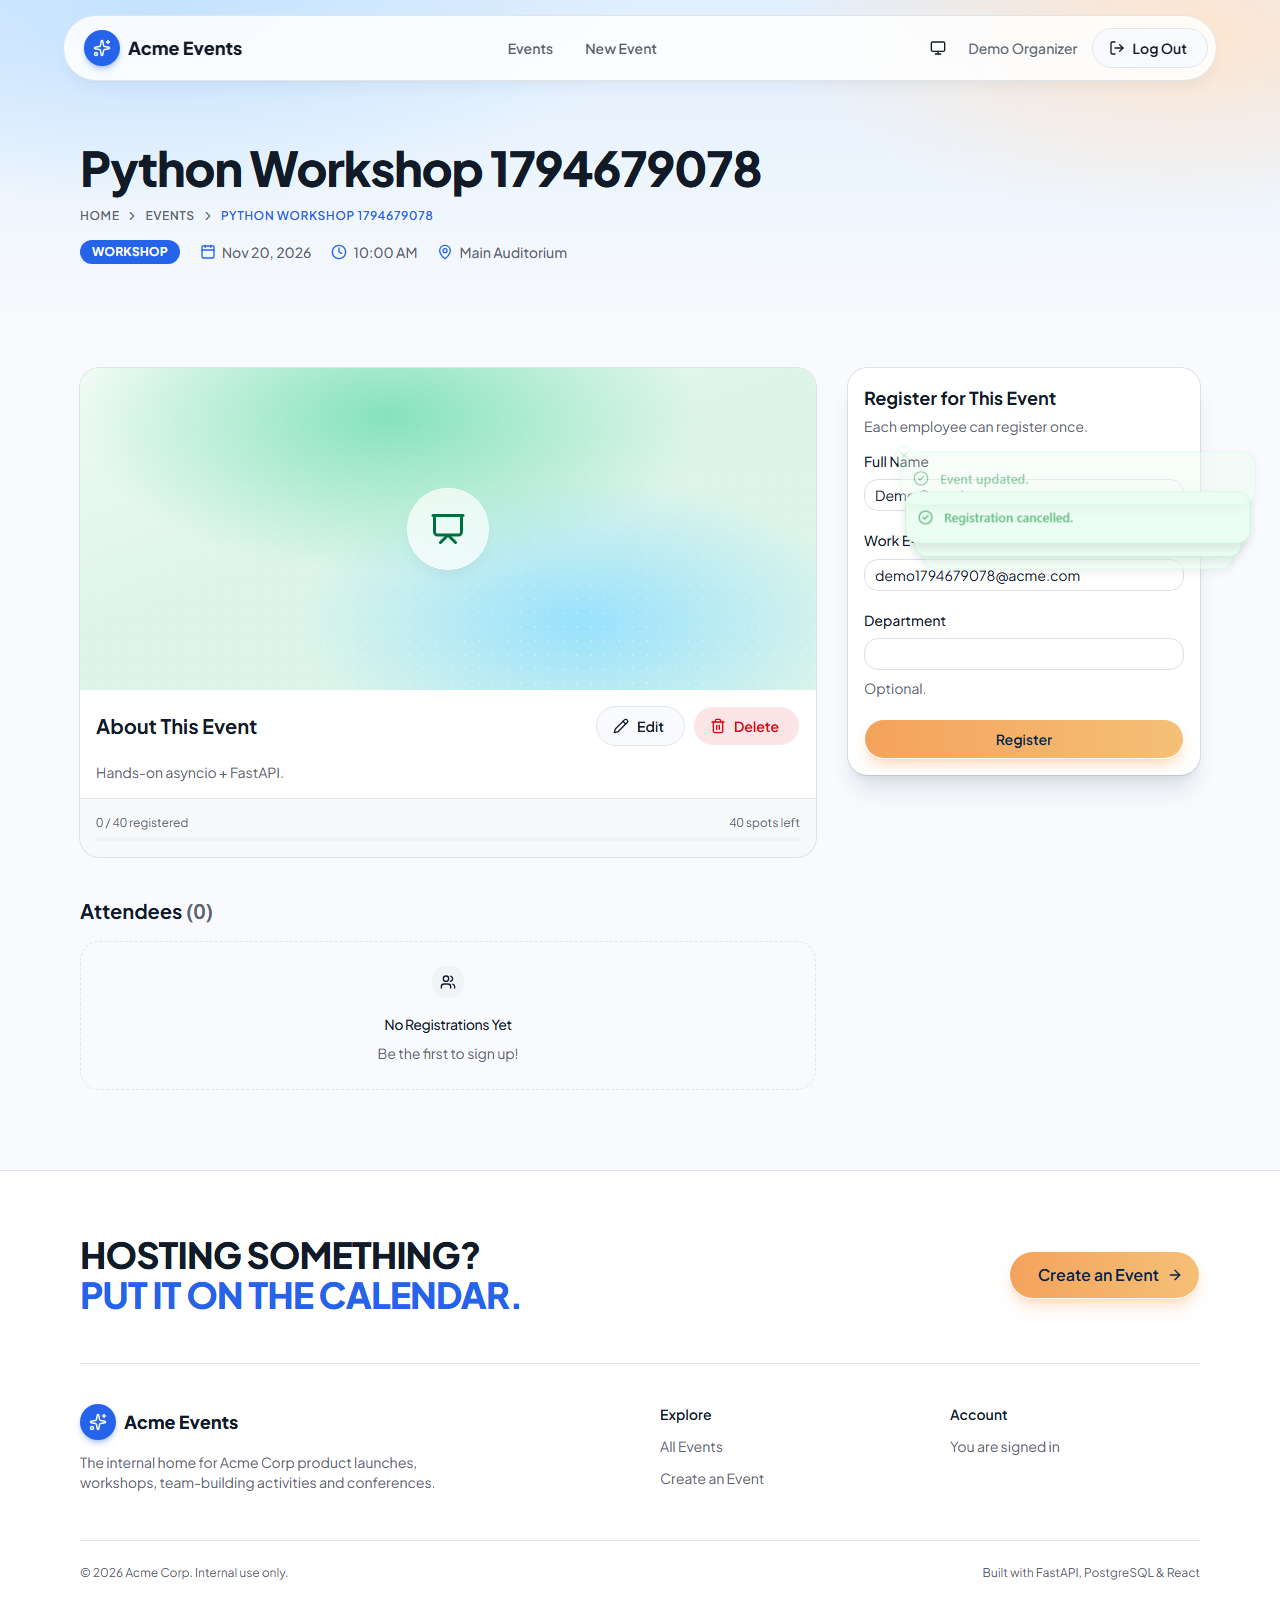 Acme Events
Events
New Event
Demo Organizer
Log Out
Python Workshop 1794679078
HOME
EVENTS
PYTHON WORKSHOP 1794679078
WORKSHOP
Nov 20, 2026
10:00 AM
Main Auditorium
Register for This Event
Each employee can register once.
Full Name
Event updated.
Registration cancelled.
demo1794679078@acme.com
Department
Optional.
Register
About This Event
Edit
Delete
Hands-on asyncio + FastAPI.
0 / 40 registered
40 spots left
Attendees (0)
No Registrations Yet
Be the first to sign up!
HOSTING SOMETHING?
PUT IT ON THE CALENDAR.
Create an Event
Acme Events
The internal home for Acme Corp product launches,
workshops, team-building activities and conferences.
Explore
All Events
Create an Event
Account
You are signed in
© 2026 Acme Corp. Internal use only.
Built with FastAPI, PostgreSQL & React